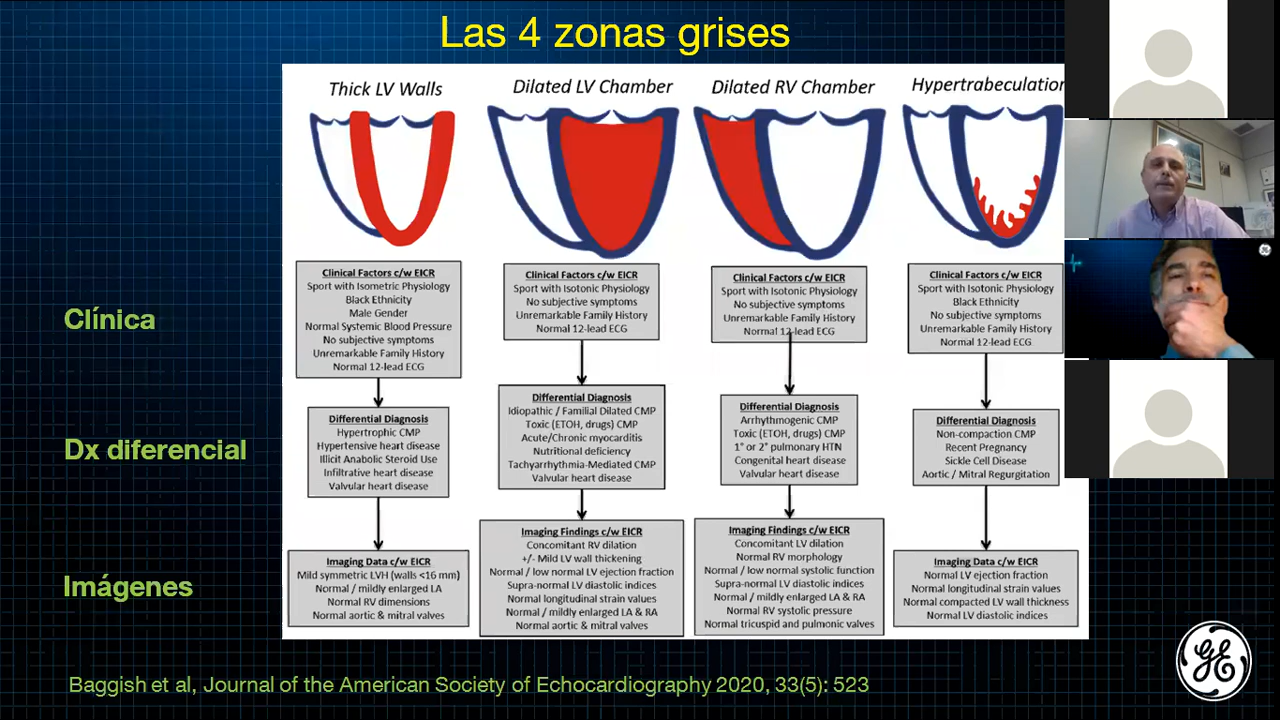 Las 4 zonas grises
Thick LV Walls
Dilated LV Chamber
Dilated RV Chamber
Hypertrabeculation
Clínica
Clinical Factors c/w EICR
Sport with Isometric Physiology
Black Ethnicity
Male Gender
Normal Systemic Blood Pressure
No subjective symptoms
Unremarkable Family History
Normal 12-lead ECG
Clinical Factors c/w EICR
Sport with Isotonic Physiology
No subjective symptoms
Unremarkable Family History
Normal 12-lead ECG
Clinical Factors c/w EICR
Sport with Isotonic Physiology
No subjective symptoms
Unremarkable Family History
Normal 12-lead ECG
Clinical Factors c/w EICR
Sport with Isotonic Physiology
Black Ethnicity
No subjective symptoms
Unremarkable Family History
Normal 12-lead ECG
Dx diferencial
Differential Diagnosis
Hypertrophic CMP
Hypertensive heart disease
Illicit Anabolic Steroid Use
Infiltrative heart disease
Valvular heart disease
Differential Diagnosis
Idiopathic / Familial Dilated CMP
Toxic (ETOH, drugs) CMP
Acute/Chronic myocarditis
Nutritional deficiency
Tachyarrhythmia-Mediated CMP
Valvular heart disease
Differential Diagnosis
Arrhythmogenic CMP
Toxic (ETOH, drugs) CMP
1° or 2° pulmonary HTN
Congenital heart disease
Valvular heart disease
Differential Diagnosis
Non-compaction CMP
Recent Pregnancy
Sickle Cell Disease
Aortic / Mitral Regurgitation
Imágenes
Imaging Data c/w EICR
Mild symmetric LVH (walls <16 mm)
Normal / mildly enlarged LA
Normal RV dimensions
Normal aortic & mitral valves
Imaging Findings c/w EICR
Concomitant RV dilation
+/- Mild LV wall thickening
Normal / low normal LV ejection fraction
Supra-normal LV diastolic indices
Normal longitudinal strain values
Normal / mildly enlarged LA & RA
Normal aortic & mitral valves
Imaging Findings c/w EICR
Concomitant LV dilation
Normal RV morphology
Normal / low normal systolic function
Supra-normal LV diastolic indices
Normal / mildly enlarged LA & RA
Normal RV systolic pressure
Normal tricuspid and pulmonic valves
Imaging Data c/w EICR
Normal LV ejection fraction
Normal longitudinal strain values
Normal compacted LV wall thickness
Normal LV diastolic indices
Baggish et al, Journal of the American Society of Echocardiography 2020, 33(5): 523
GE